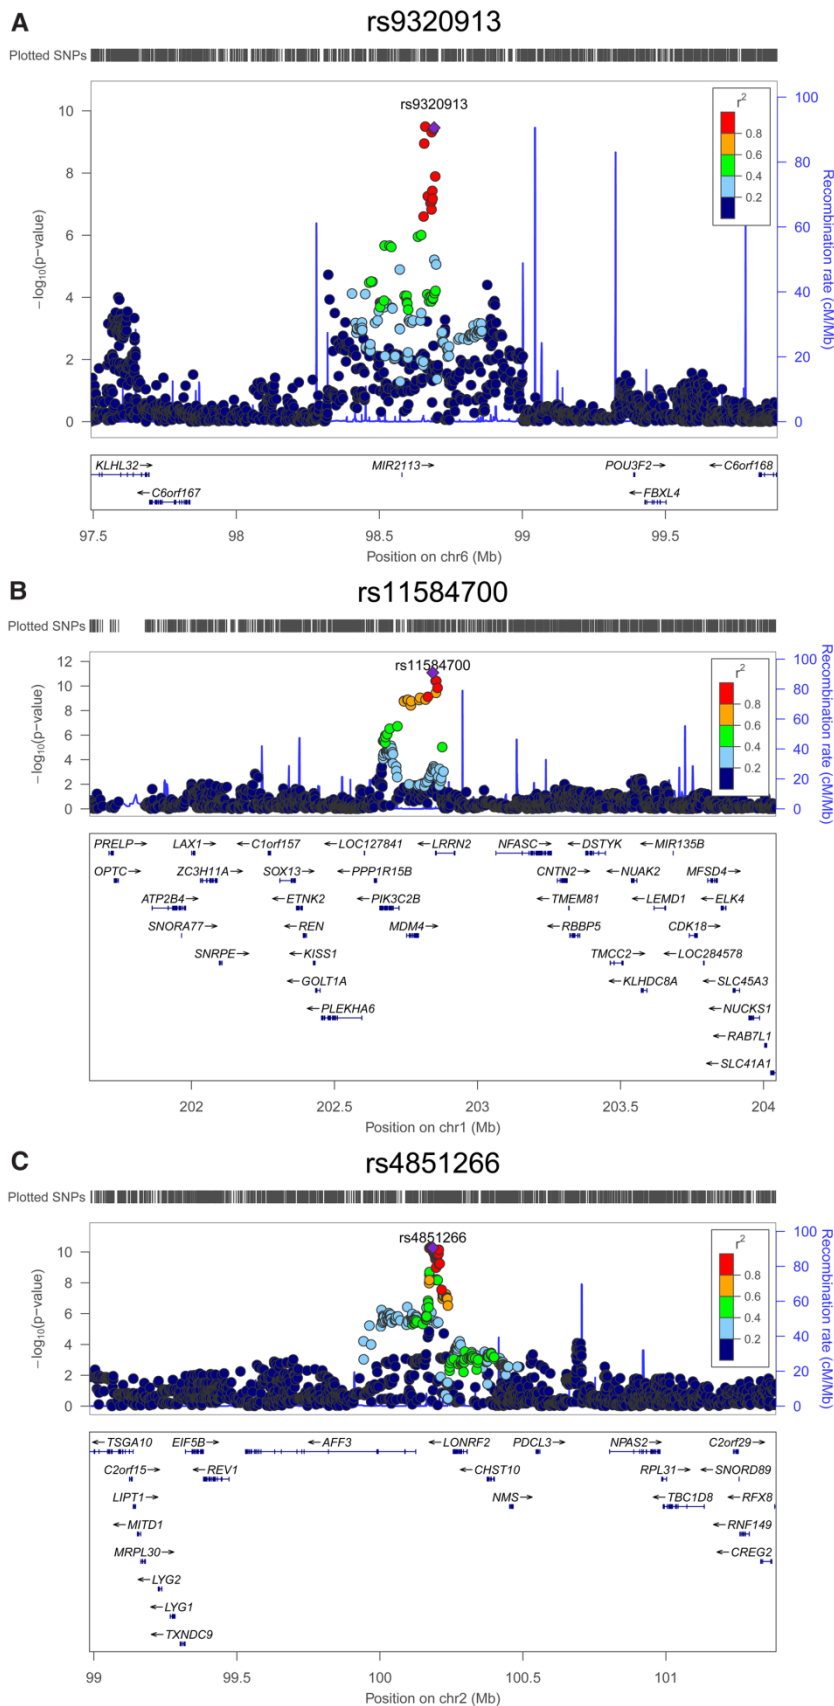 A
rs9320913
Plotted SNPs
rs9320913
r²
0.8
0.6
0.4
0.2
10
8
6
4
2
0
−log₁₀(p−value)
100
80
60
40
20
0
Recombination rate (cM/Mb)
KLHL32→ MIR2113→ POU3F2→ ←C6orf168
←C6orf167 ←FBXL4
97.5 98 98.5 99 99.5
Position on chr6 (Mb)
B
rs11584700
Plotted SNPs
rs11584700
r²
0.8
0.6
0.4
0.2
12
10
8
6
4
2
0
−log₁₀(p−value)
100
80
60
40
20
0
Recombination rate (cM/Mb)
PRELP→ LAX1→ ←C1orf157 ←LOC127841 ←LRRN2 NFASC→ ←DSTYK ←MIR135B
OPTC→ ZC3H11A→ SOX13→ ←PPP1R15B CNTN2→ ←NUAK2 MFSD4→
ATP2B4→ ←ETNK2 ←PIK3C2B ←TMEM81 ←LEMD1 ←ELK4
SNORA77→ ←REN MDM4→ ←RBBP5 CDK18→
SNRPE→ ←KISS1 TMCC2→ ←LOC284578
←GOLT1A ←KLHDC8A ←SLC45A3
←PLEKHA6 ←NUCKS1
←RAB7L1
←SLC41A1
202 202.5 203 203.5 204
Position on chr1 (Mb)
C
rs4851266
Plotted SNPs
rs4851266
r²
0.8
0.6
0.4
0.2
10
8
6
4
2
0
−log₁₀(p−value)
100
80
60
40
20
0
Recombination rate (cM/Mb)
←TSGA10 EIF5B→ ←AFF3 ←LONRF2 PDCL3→ NPAS2→ C2orf29→
C2orf15→ ←REV1 ←CHST10 RPL31→ ←SNORD89
LIPT1→ NMS→ ←TBC1D8 ←RFX8
←MITD1 ←RNF149
MRPL30→ ←CREG2
←LYG2
←LYG1
←TXNDC9
99 99.5 100 100.5 101
Position on chr2 (Mb)